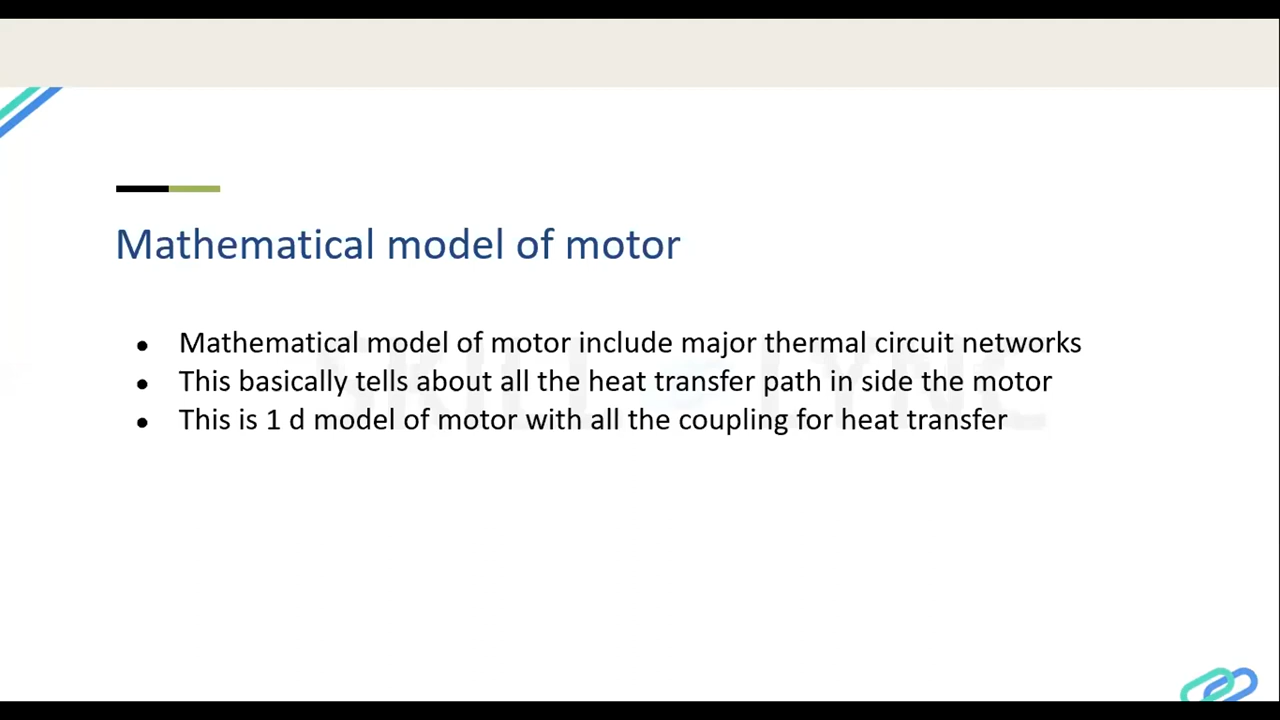 Mathematical model of motor
● Mathematical model of motor include major thermal circuit networks
● This basically tells about all the heat transfer path in side the motor
● This is 1 d model of motor with all the coupling for heat transfer